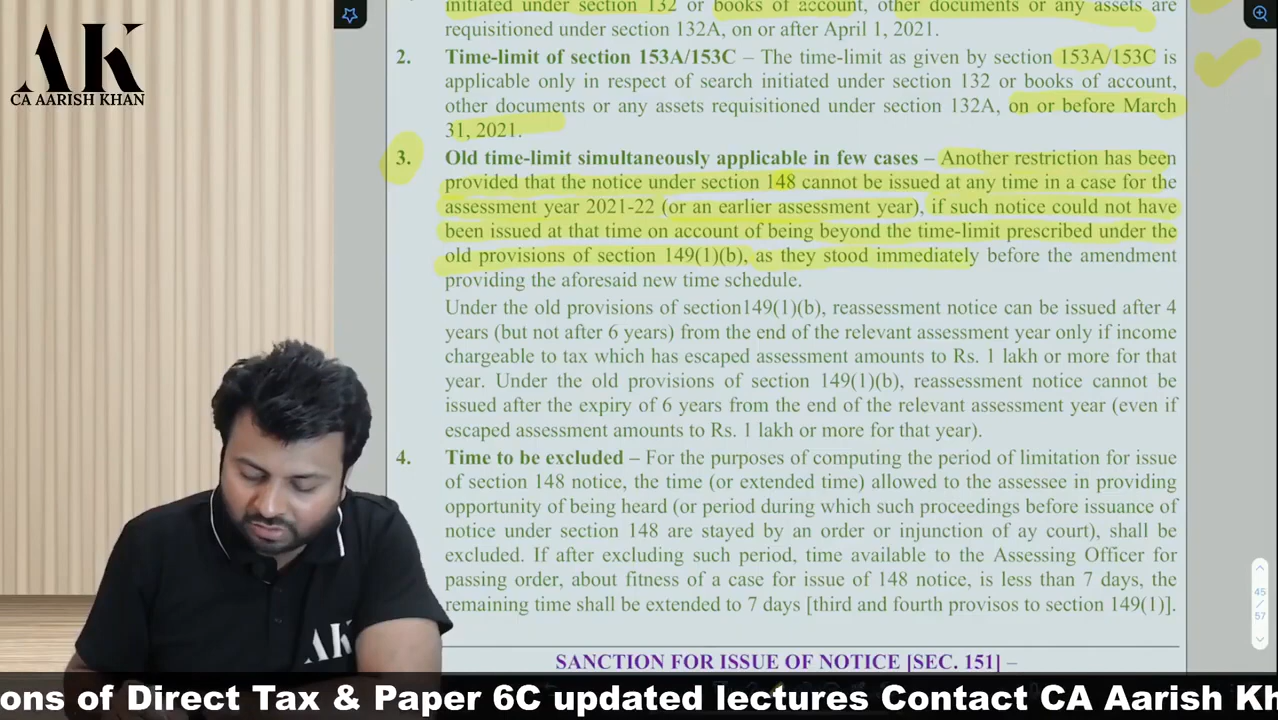 initiated under section 132 or books of account, other documents or any assets are
requisitioned under section 132A, on or after April 1, 2021.
2. Time-limit of section 153A/153C – The time-limit as given by section 153A/153C is
applicable only in respect of search initiated under section 132 or books of account,
other documents or any assets requisitioned under section 132A, on or before March
31, 2021.
3. Old time-limit simultaneously applicable in few cases – Another restriction has been
provided that the notice under section 148 cannot be issued at any time in a case for the
assessment year 2021-22 (or an earlier assessment year), if such notice could not have
been issued at that time on account of being beyond the time-limit prescribed under the
old provisions of section 149(1)(b), as they stood immediately before the amendment
providing the aforesaid new time schedule.
Under the old provisions of section149(1)(b), reassessment notice can be issued after 4
years (but not after 6 years) from the end of the relevant assessment year only if income
chargeable to tax which has escaped assessment amounts to Rs. 1 lakh or more for that
year. Under the old provisions of section 149(1)(b), reassessment notice cannot be
issued after the expiry of 6 years from the end of the relevant assessment year (even if
escaped assessment amounts to Rs. 1 lakh or more for that year).
4. Time to be excluded – For the purposes of computing the period of limitation for issue
of section 148 notice, the time (or extended time) allowed to the assessee in providing
opportunity of being heard (or period during which such proceedings before issuance of
notice under section 148 are stayed by an order or injunction of ay court), shall be
excluded. If after excluding such period, time available to the Assessing Officer for
passing order, about fitness of a case for issue of 148 notice, is less than 7 days, the
remaining time shall be extended to 7 days [third and fourth provisos to section 149(1)].
SANCTION FOR ISSUE OF NOTICE [SEC. 151] –
AK
CA AARISH KHAN
AK
45
/
57
ons of Direct Tax & Paper 6C updated lectures Contact CA Aarish Kh